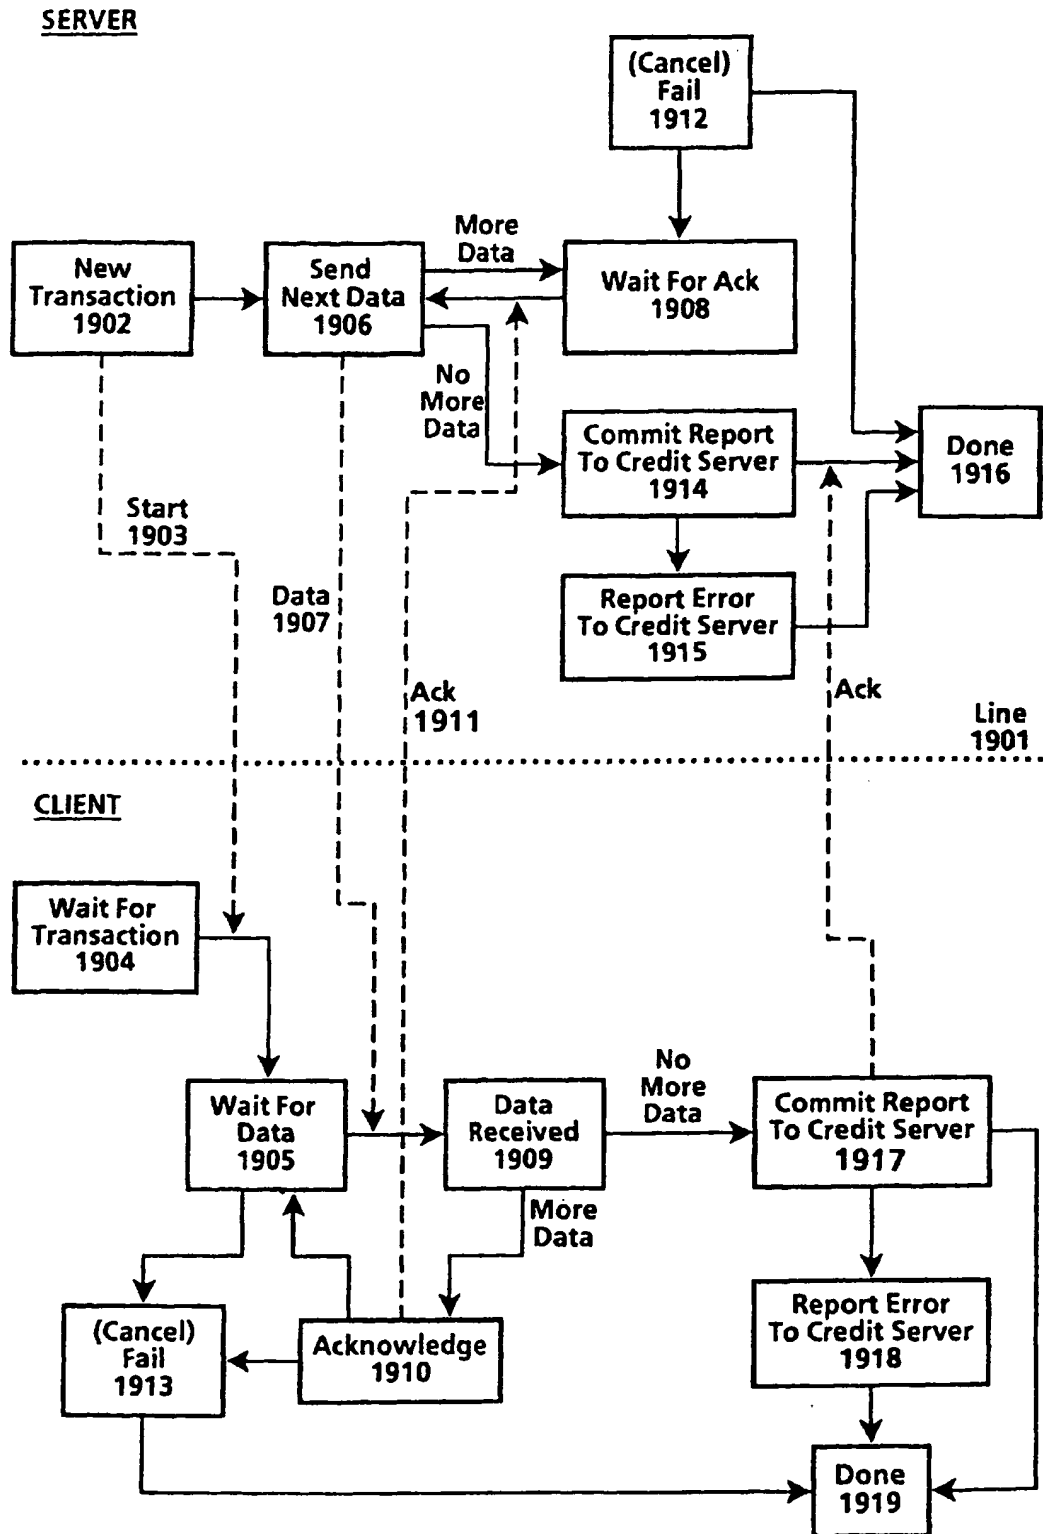 SERVER
(Cancel)
Fail
1912
New
Transaction
1902
Send
Next Data
1906
More
Data
Wait For Ack
1908
No
More
Data
Commit Report
To Credit Server
1914
Done
1916
Start
1903
Data
1907
Report Error
To Credit Server
1915
Ack
1911
Ack
Line
1901
CLIENT
Wait For
Transaction
1904
Wait For
Data
1905
Data
Received
1909
No
More
Data
Commit Report
To Credit Server
1917
More
Data
(Cancel)
Fail
1913
Acknowledge
1910
Report Error
To Credit Server
1918
Done
1919